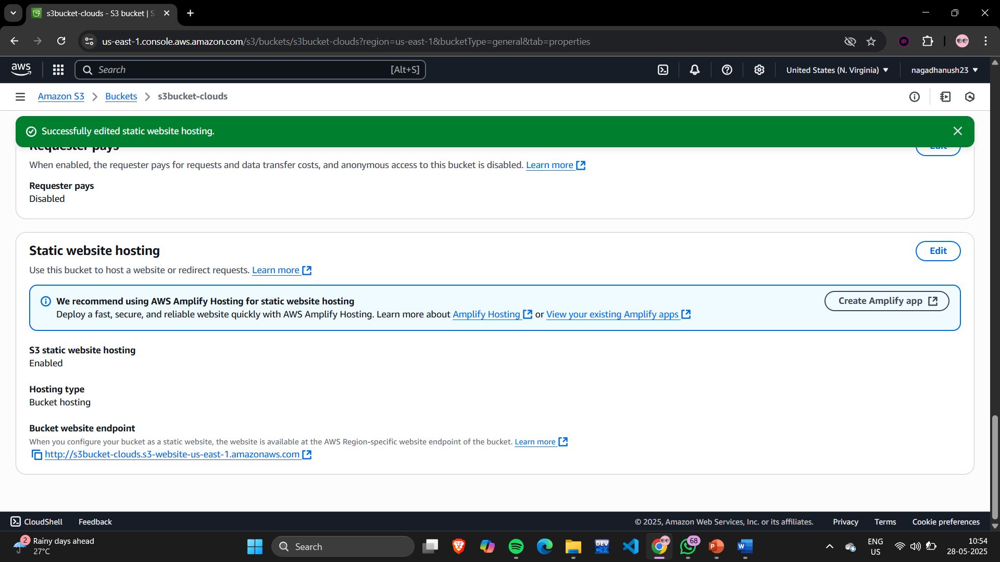 s3bucket-clouds - S3 bucket | S
us-east-1.console.aws.amazon.com/s3/buckets/s3bucket-clouds?region=us-east-1&bucketType=general&tab=properties
aws
Search [Alt+S]
United States (N. Virginia)
nagadhanush23
Amazon S3
Buckets
s3bucket-clouds
Successfully edited static website hosting.
Requester pays
Edit
When enabled, the requester pays for requests and data transfer costs, and anonymous access to this bucket is disabled. Learn more
Requester pays
Disabled
Static website hosting
Edit
Use this bucket to host a website or redirect requests. Learn more
We recommend using AWS Amplify Hosting for static website hosting
Create Amplify app
Deploy a fast, secure, and reliable website quickly with AWS Amplify Hosting. Learn more about Amplify Hosting or View your existing Amplify apps
S3 static website hosting
Enabled
Hosting type
Bucket hosting
Bucket website endpoint
When you configure your bucket as a static website, the website is available at the AWS Region-specific website endpoint of the bucket. Learn more
http://s3bucket-clouds.s3-website-us-east-1.amazonaws.com
CloudShell
Feedback
© 2025, Amazon Web Services, Inc. or its affiliates.
Privacy
Terms
Cookie preferences
2
Rainy days ahead
27°C
Search
DEV
68
P
W
ENG
US
10:54
28-05-2025